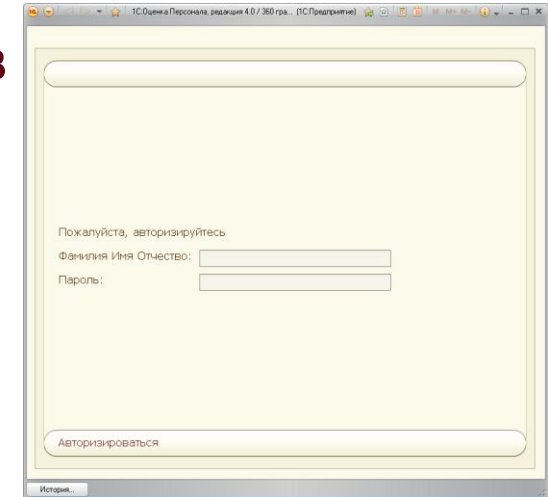 1С:Оценка Персонала, редакция 4.0 / 360 гра... (1С:Предприятие)
в
Пожалуйста, авторизируйтесь
Фамилия Имя Отчество:
Пароль:
Авторизироваться
История...